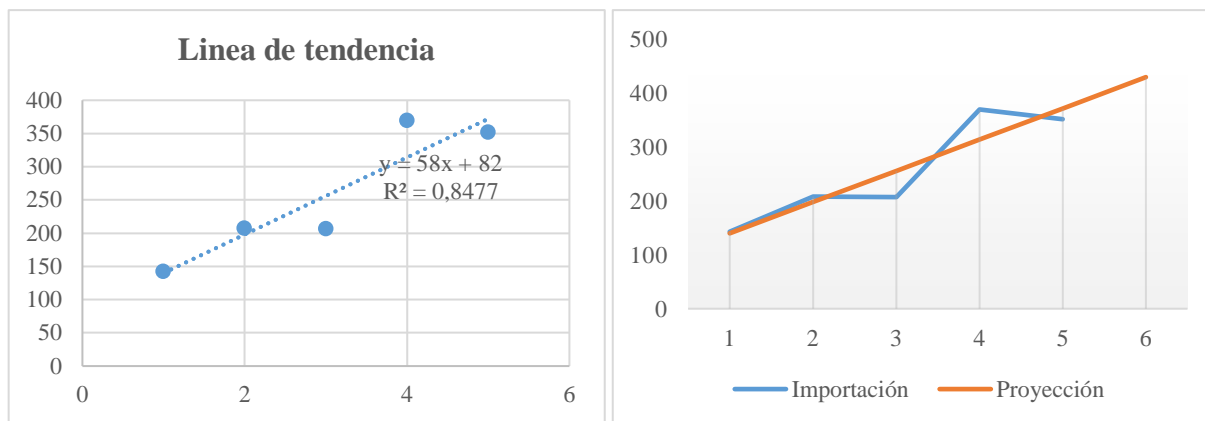 Linea de tendencia
400
350
300
250
200
150
100
50
0
y = 58x + 82
R² = 0,8477
0 2 4 6
500
400
300
200
100
0
1 2 3 4 5 6
Importación Proyección